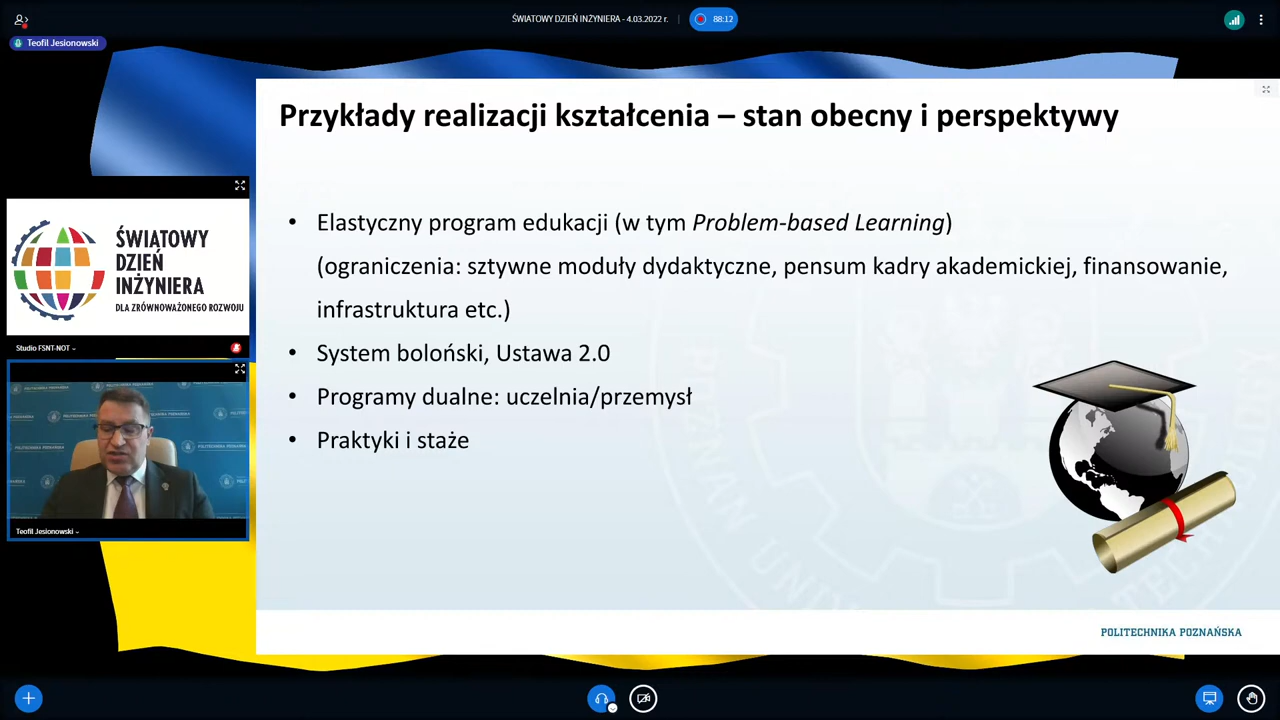 ŚWIATOWY DZIEŃ INŻYNIERA - 4.03.2022 r.
88:12
Teofil Jesionowski
Przykłady realizacji kształcenia – stan obecny i perspektywy
• Elastyczny program edukacji (w tym Problem-based Learning)
(ograniczenia: sztywne moduły dydaktyczne, pensum kadry akademickiej, finansowanie,
infrastruktura etc.)
• System boloński, Ustawa 2.0
• Programy dualne: uczelnia/przemysł
• Praktyki i staże
POLITECHNIKA POZNAŃSKA
ŚWIATOWY
DZIEŃ
INŻYNIERA
DLA ZRÓWNOWAŻONEGO ROZWOJU
Studio FSNT-NOT
POLITECHNIKA POZNAŃSKA
Teofil Jesionowski